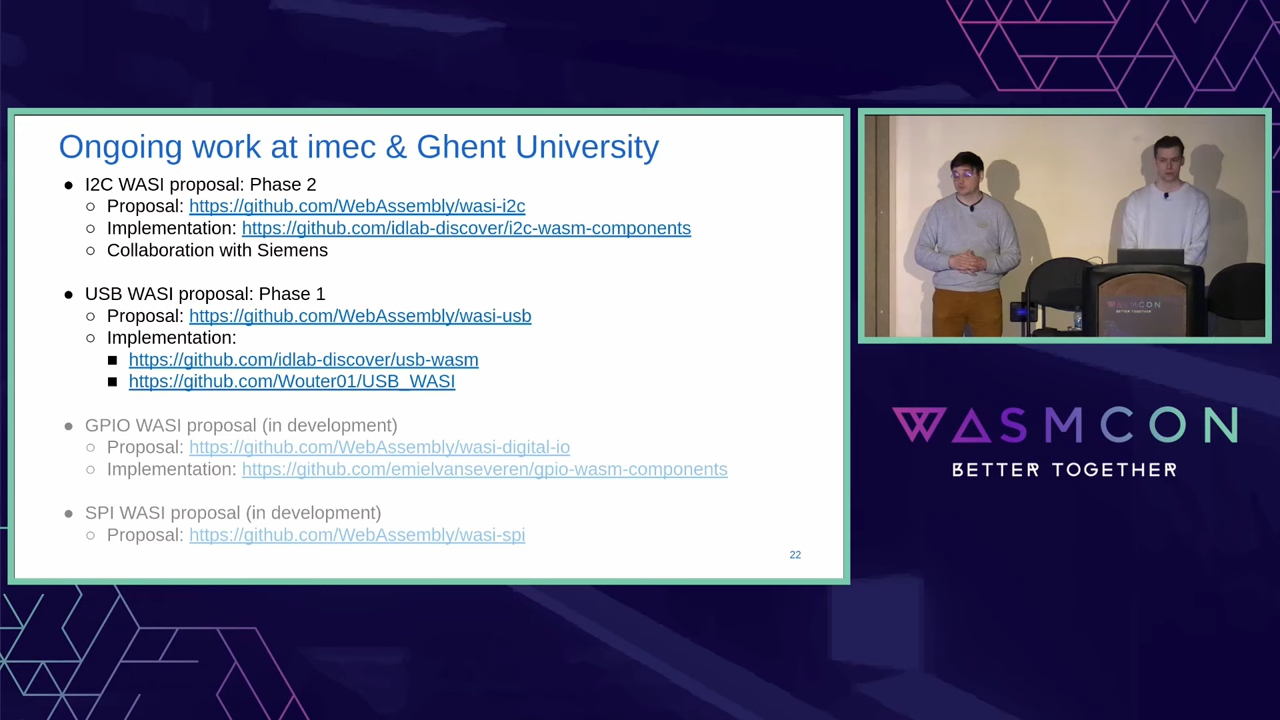 Ongoing work at imec & Ghent University
● I2C WASI proposal: Phase 2
○ Proposal: https://github.com/WebAssembly/wasi-i2c
○ Implementation: https://github.com/idlab-discover/i2c-wasm-components
○ Collaboration with Siemens
● USB WASI proposal: Phase 1
○ Proposal: https://github.com/WebAssembly/wasi-usb
○ Implementation:
■ https://github.com/idlab-discover/usb-wasm
■ https://github.com/Wouter01/USB_WASI
● GPIO WASI proposal (in development)
○ Proposal: https://github.com/WebAssembly/wasi-digital-io
○ Implementation: https://github.com/emielvanseveren/gpio-wasm-components
● SPI WASI proposal (in development)
○ Proposal: https://github.com/WebAssembly/wasi-spi
22
WASMCON
BETTER TOGETHER
WASMCON
BETTER TOGETHER